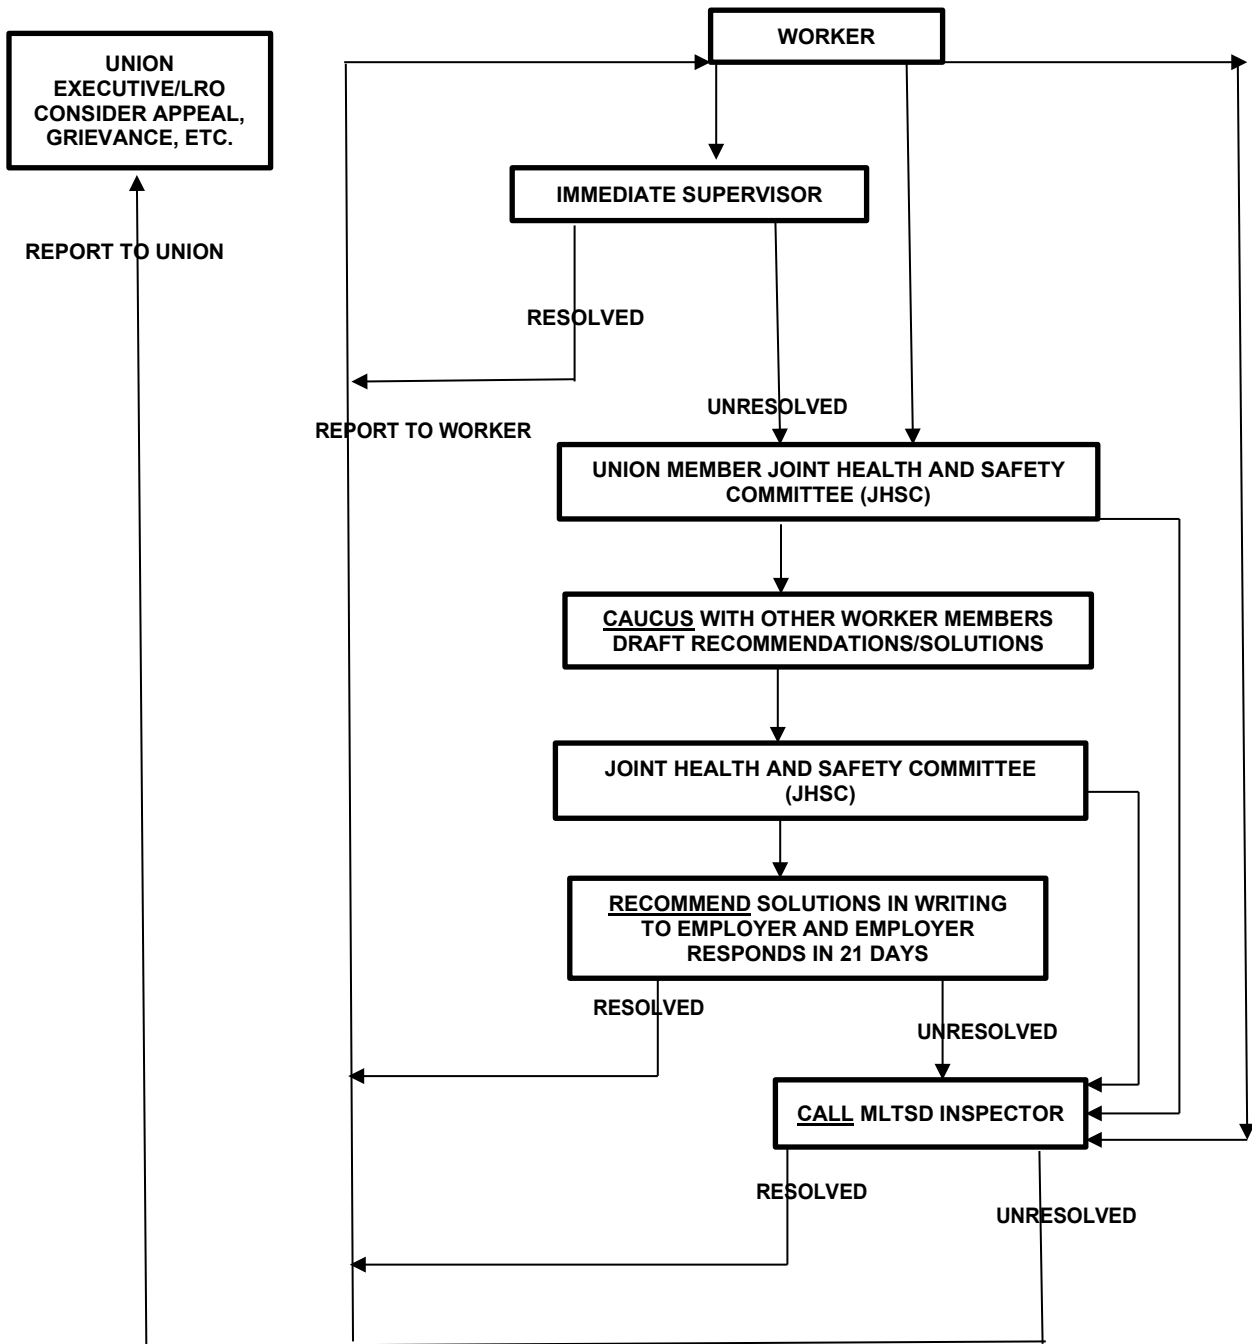 WORKER
UNION
EXECUTIVE/LRO
CONSIDER APPEAL,
GRIEVANCE, ETC.
IMMEDIATE SUPERVISOR
REPORT TO UNION
RESOLVED
UNRESOLVED
REPORT TO WORKER
UNION MEMBER JOINT HEALTH AND SAFETY
COMMITTEE (JHSC)
CAUCUS WITH OTHER WORKER MEMBERS
DRAFT RECOMMENDATIONS/SOLUTIONS
JOINT HEALTH AND SAFETY COMMITTEE
(JHSC)
RECOMMEND SOLUTIONS IN WRITING
TO EMPLOYER AND EMPLOYER
RESPONDS IN 21 DAYS
RESOLVED
UNRESOLVED
CALL MLTSD INSPECTOR
RESOLVED
UNRESOLVED